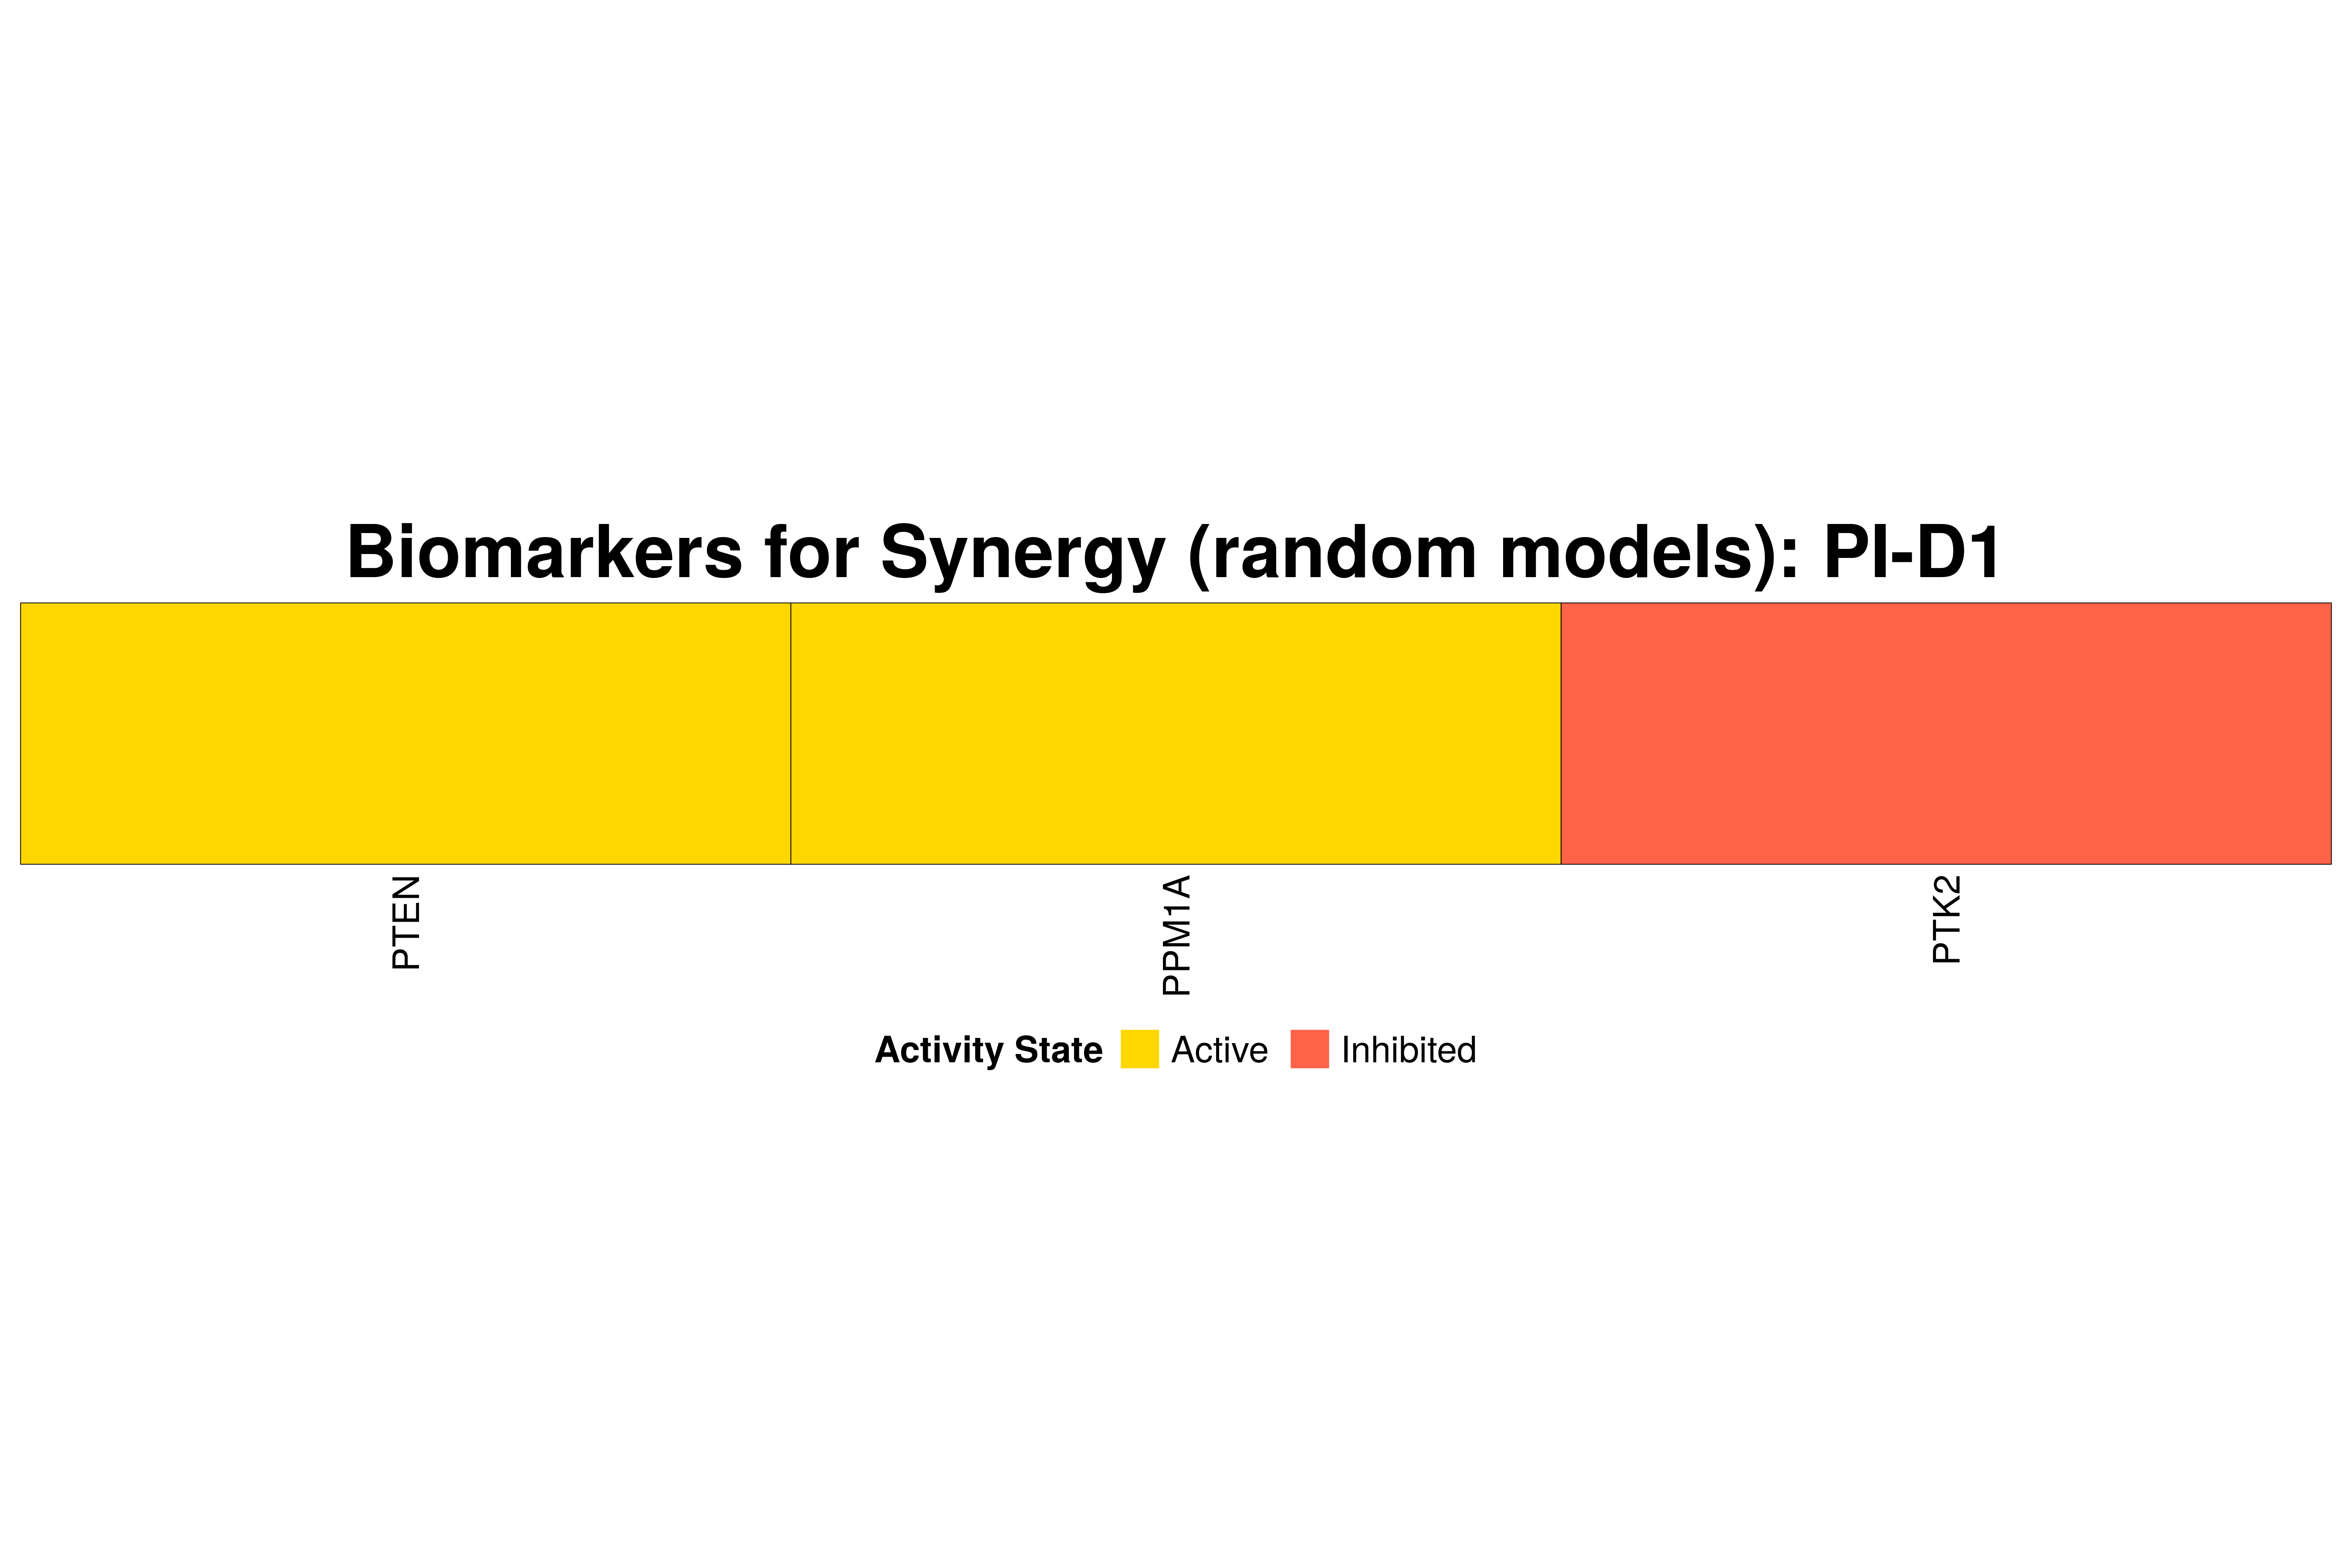 Biomarkers for Synergy (random models): PI-D1
PTEN
PPM1A
PTK2
Activity State Active Inhibited